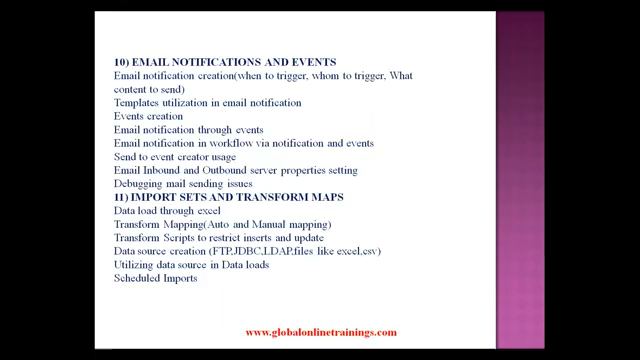 10) EMAIL NOTIFICATIONS AND EVENTS
Email notification creation(when to trigger, whom to trigger, What
content to send)
Templates utilization in email notification
Events creation
Email notification through events
Email notification in workflow via notification and events
Send to event creator usage
Email Inbound and Outbound server properties setting
Debugging mail sending issues
11) IMPORT SETS AND TRANSFORM MAPS
Data load through excel
Transform Mapping(Auto and Manual mapping)
Transform Scripts to restrict inserts and update
Data source creation (FTP,JDBC,LDAP,files like excel,csv)
Utilizing data source in Data loads
Scheduled Imports
www.globalonlinetrainings.com